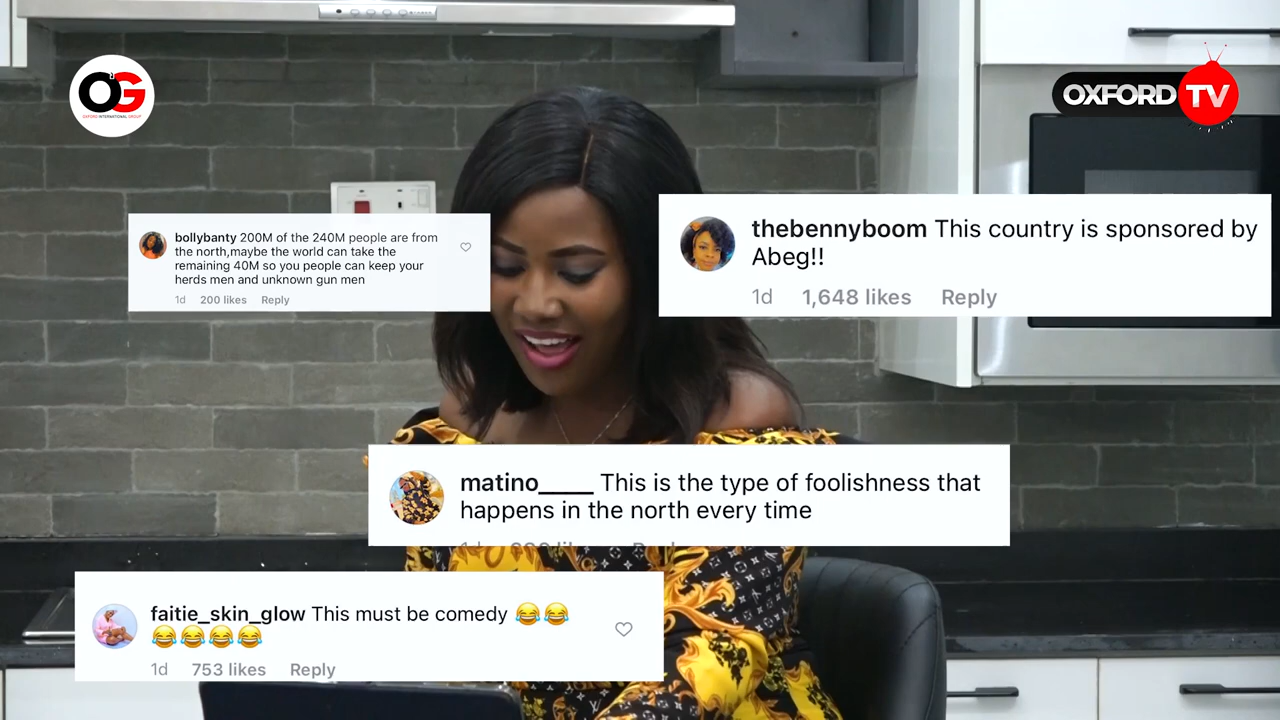 OG
OXFORD INTERNATIONAL GROUP
OXFORD TV
bollybanty 200M of the 240M people are from
the north,maybe the world can take the
remaining 40M so you people can keep your
herds men and unknown gun men
1d 200 likes Reply
thebennyboom This country is sponsored by
Abeg!!
1d 1,648 likes Reply
matino_____ This is the type of foolishness that
happens in the north every time
faitie_skin_glow This must be comedy 😂😂
😂😂😂😂
1d 753 likes Reply